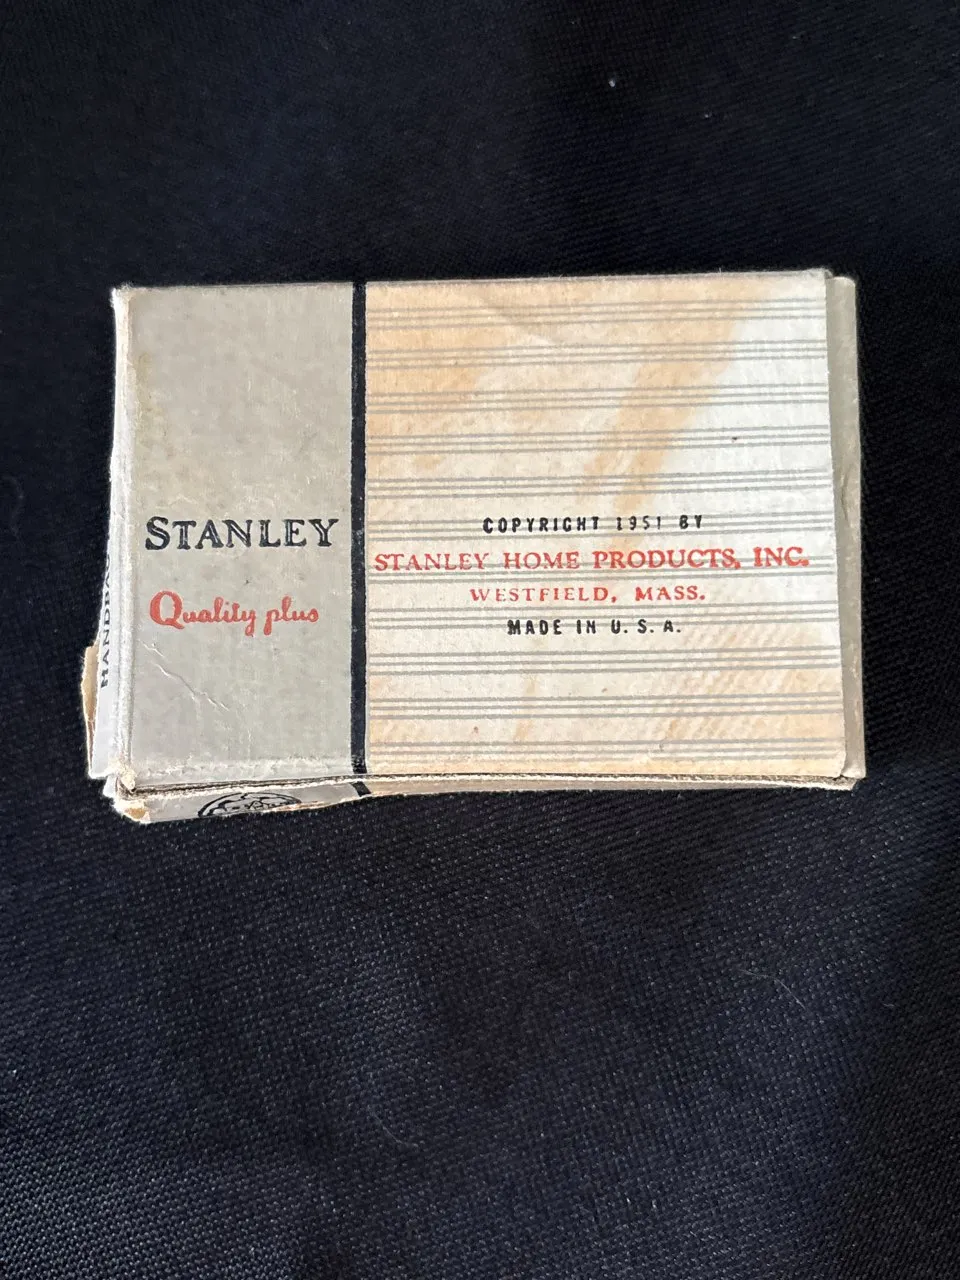 STANLEY
Quality plus
COPYRIGHT 1951 BY
STANLEY HOME PRODUCTS, INC.
WESTFIELD, MASS.
MADE IN U. S. A.